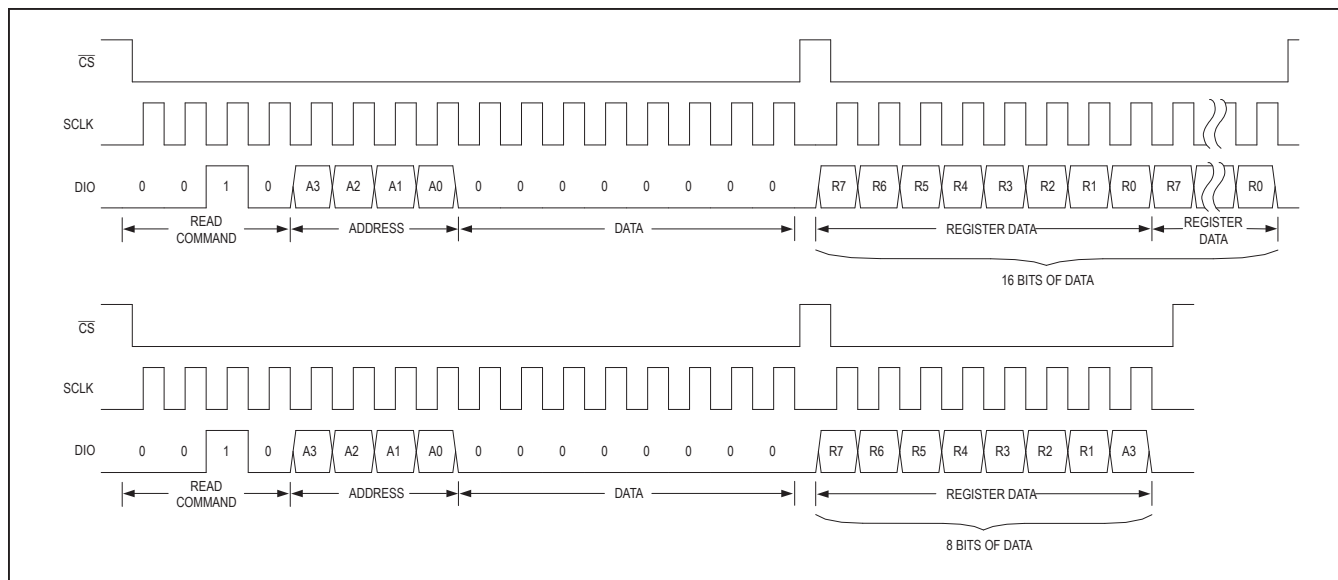 CS
SCLK
DIO 0 0 1 0 A3 A2 A1 A0 0 0 0 0 0 0 0 0 R7 R6 R5 R4 R3 R2 R1 R0 R7 R0
READ COMMAND ADDRESS DATA REGISTER DATA REGISTER DATA
16 BITS OF DATA
CS
SCLK
DIO 0 0 1 0 A3 A2 A1 A0 0 0 0 0 0 0 0 0 R7 R6 R5 R4 R3 R2 R1 A3
READ COMMAND ADDRESS DATA REGISTER DATA
8 BITS OF DATA